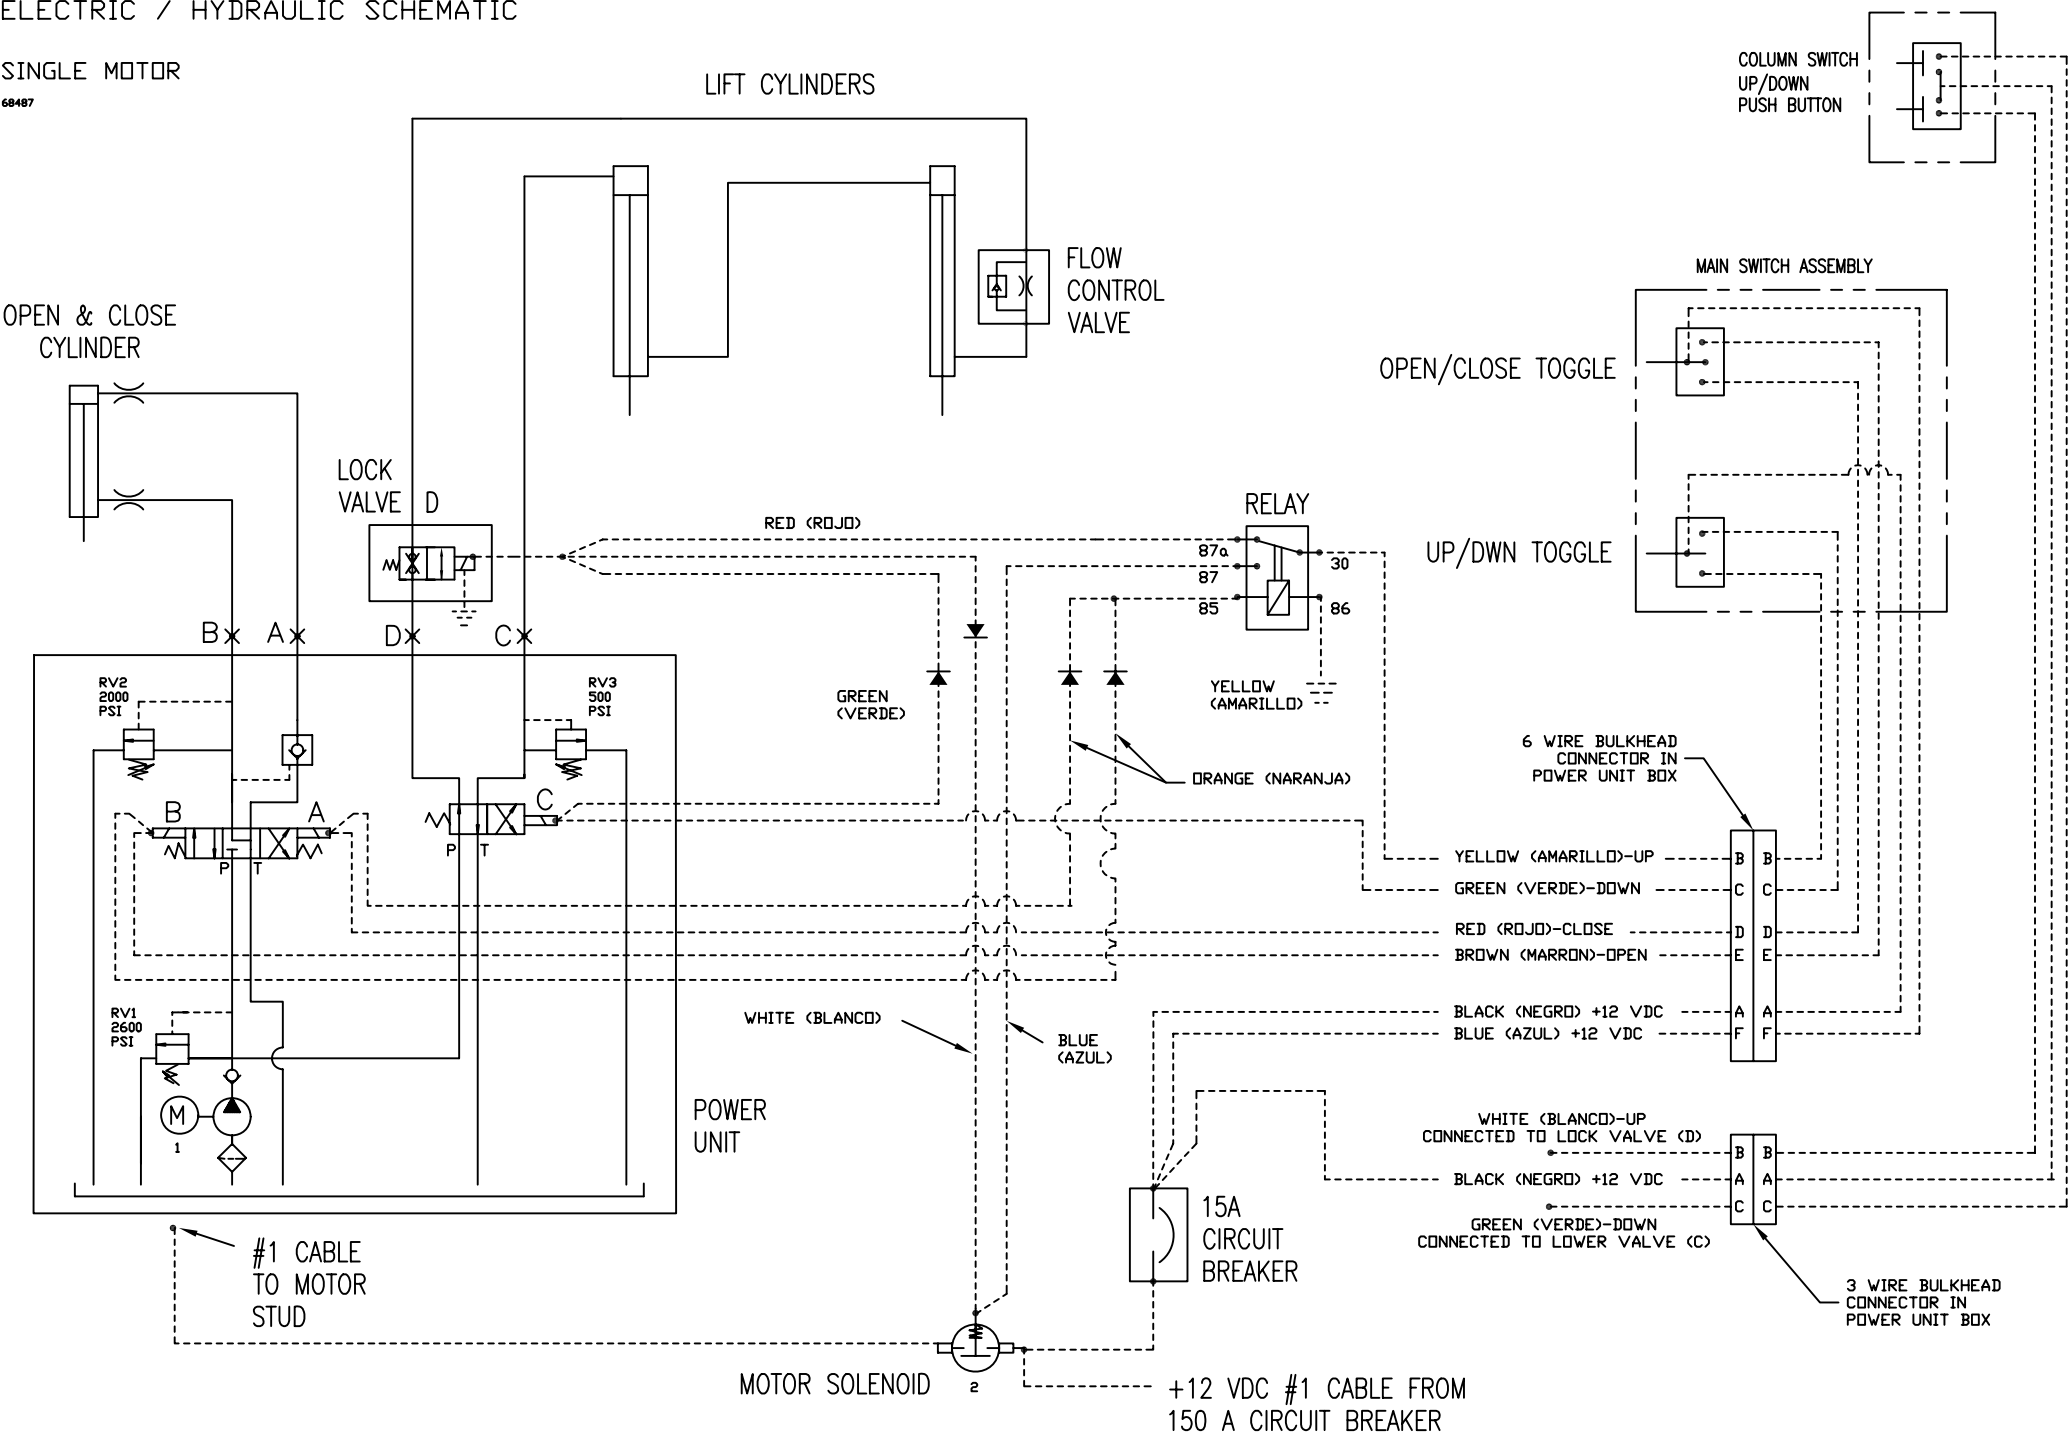 ELECTRIC / HYDRAULIC SCHEMATIC
SINGLE MOTOR
68487
LIFT CYLINDERS
COLUMN SWITCH
UP/DOWN
PUSH BUTTON
FLOW
CONTROL
VALVE
MAIN SWITCH ASSEMBLY
OPEN & CLOSE
CYLINDER
OPEN/CLOSE TOGGLE
LOCK
VALVE D
RED (ROJO)
RELAY
87a
87
85
30
86
UP/DWN TOGGLE
B
A
D
C
RV2
2000
PSI
RV3
500
PSI
GREEN
(VERDE)
YELLOW
(AMARILLO)
ORANGE (NARANJA)
6 WIRE BULKHEAD
CONNECTOR IN
POWER UNIT BOX
B
A
C
P
T
P
T
YELLOW (AMARILLO)-UP
B
B
GREEN (VERDE)-DOWN
C
C
RED (ROJO)-CLOSE
D
D
BROWN (MARRON)-OPEN
E
E
BLACK (NEGRO) +12 VDC
A
A
BLUE (AZUL) +12 VDC
F
F
RV1
2600
PSI
WHITE (BLANCO)
BLUE
(AZUL)
M
1
POWER
UNIT
WHITE (BLANCO)-UP
CONNECTED TO LOCK VALVE (D)
B
B
BLACK (NEGRO) +12 VDC
A
A
C
C
GREEN (VERDE)-DOWN
CONNECTED TO LOWER VALVE (C)
15A
CIRCUIT
BREAKER
#1 CABLE
TO MOTOR
STUD
3 WIRE BULKHEAD
CONNECTOR IN
POWER UNIT BOX
MOTOR SOLENOID
2
+12 VDC #1 CABLE FROM
150 A CIRCUIT BREAKER